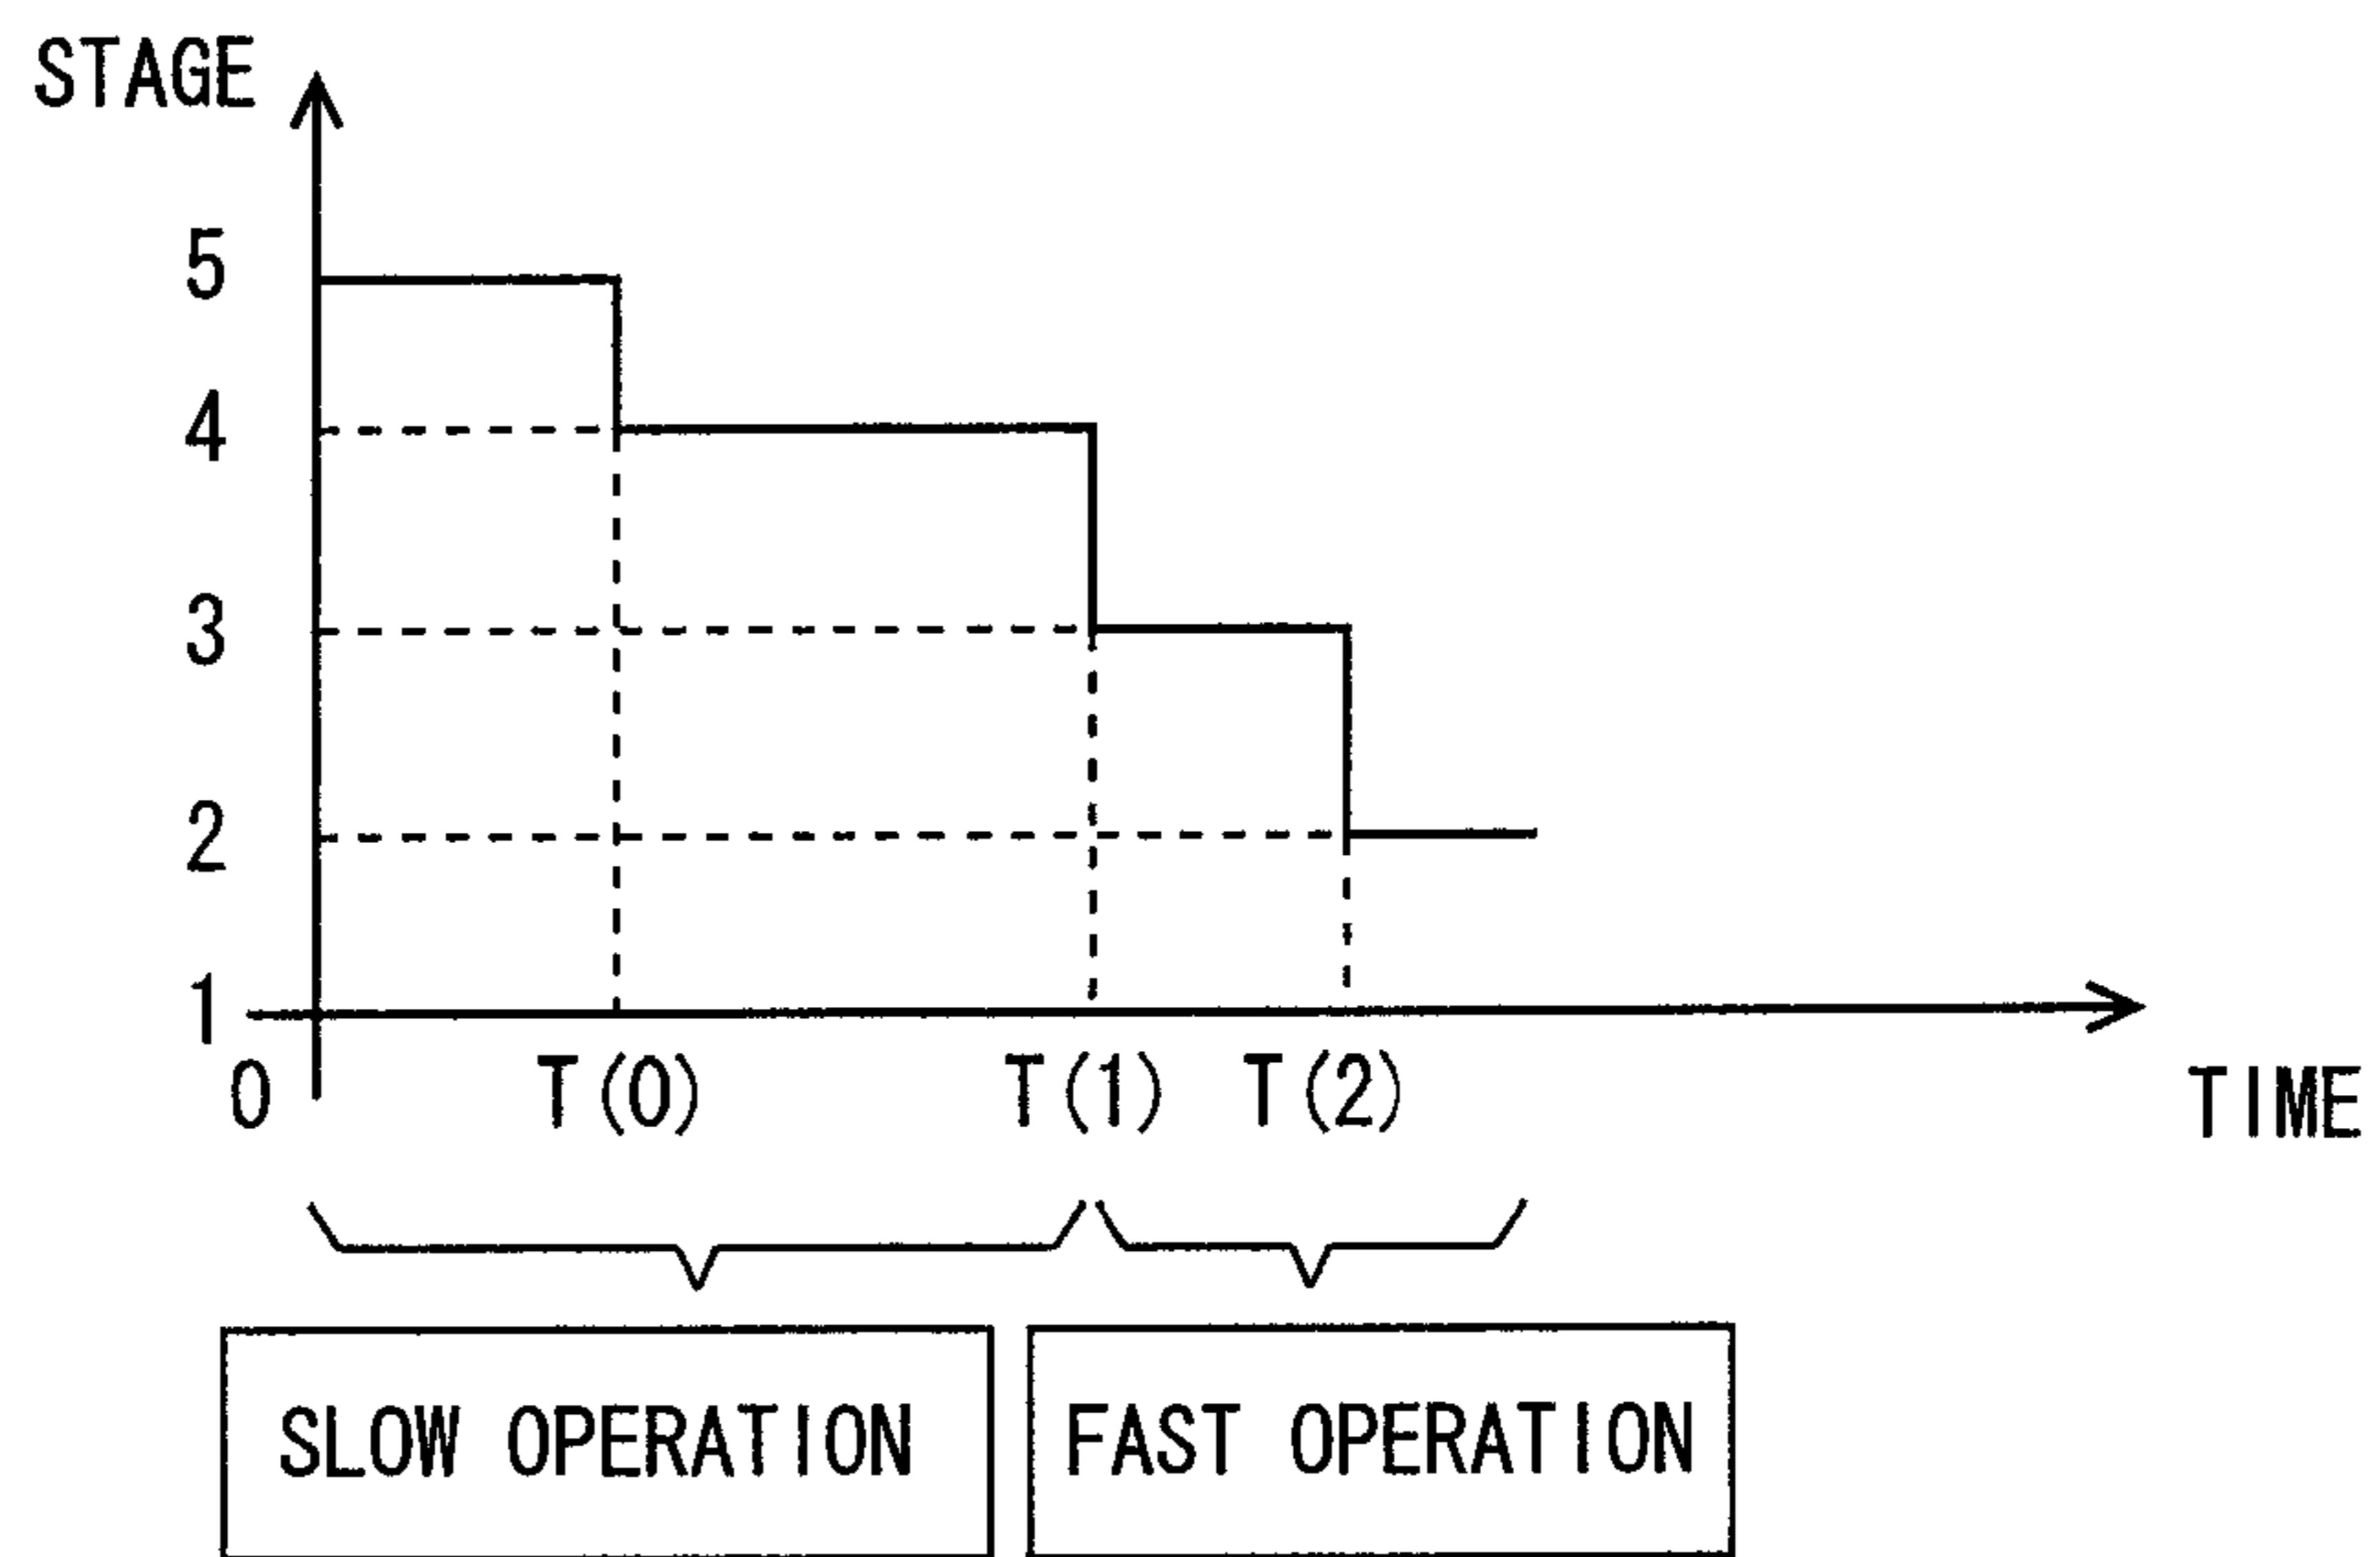 STAGE
5
4
3
2
1
0
T(0) T(1) T(2)
TIME
SLOW OPERATION FAST OPERATION